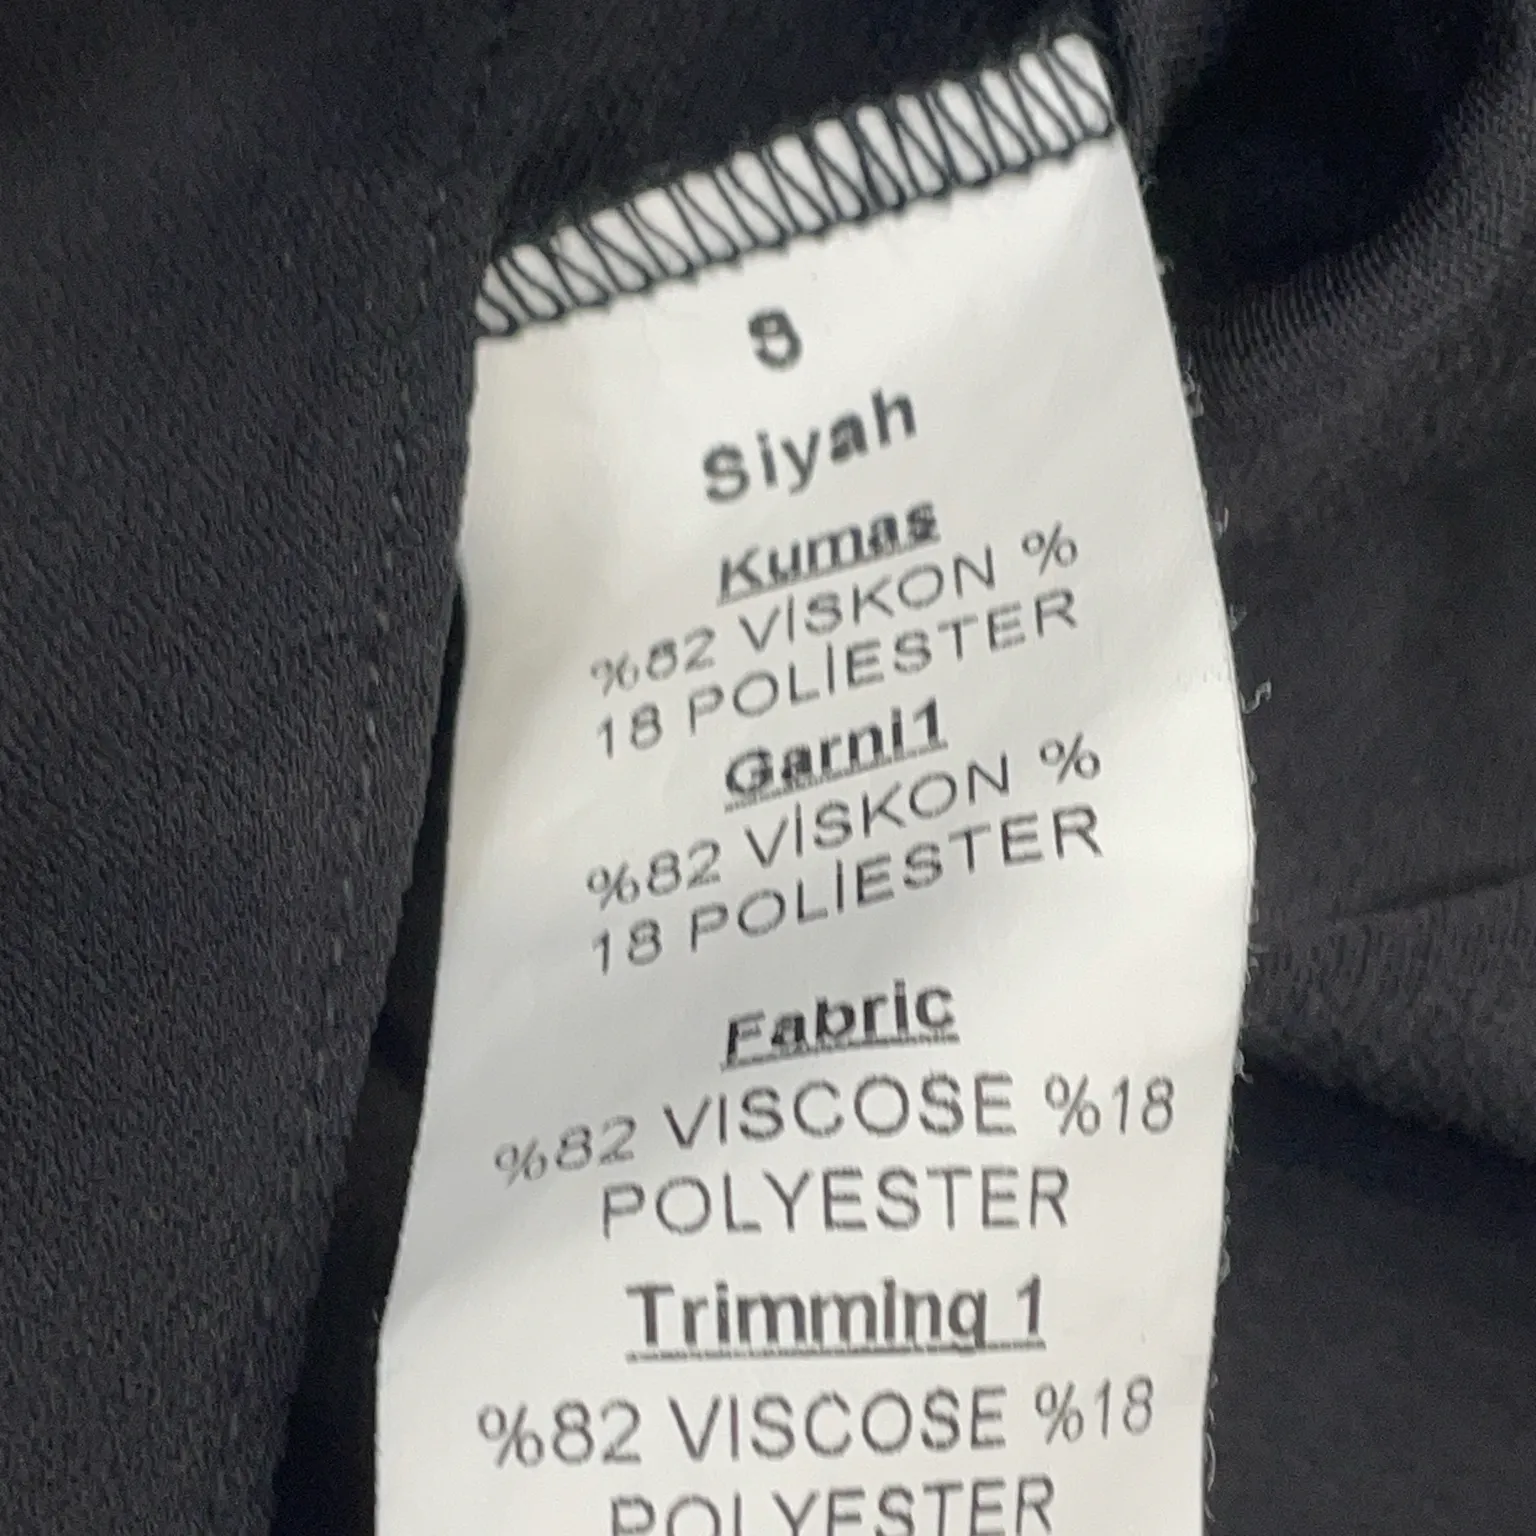 S
Siyah
Kumas
%82 VİSKON %
18 POLİESTER
Garni1
%82 VİSKON %
18 POLİESTER
Fabric
%82 VISCOSE %18
POLYESTER
Trimming 1
%82 VISCOSE %18
POLYESTER